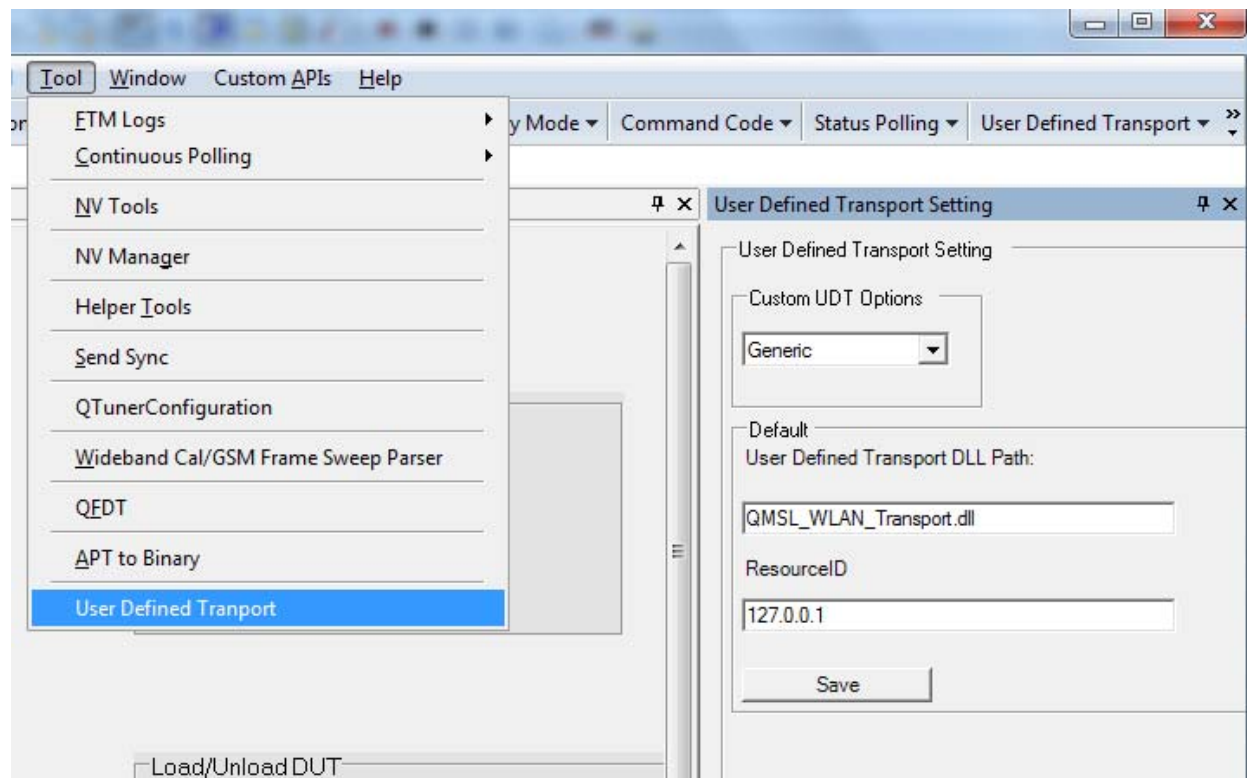 Tool Window Custom APIs Help
or y Mode Command Code Status Polling User Defined Transport
FTM Logs
Continuous Polling
NV Tools
NV Manager
Helper Tools
Send Sync
QTunerConfiguration
Wideband Cal/GSM Frame Sweep Parser
QFDT
APT to Binary
User Defined Tranport
User Defined Transport Setting
User Defined Transport Setting
Custom UDT Options
Generic
Default
User Defined Transport DLL Path:
QMSL_WLAN_Transport.dll
ResourceID
127.0.0.1
Save
Load/Unload DUT